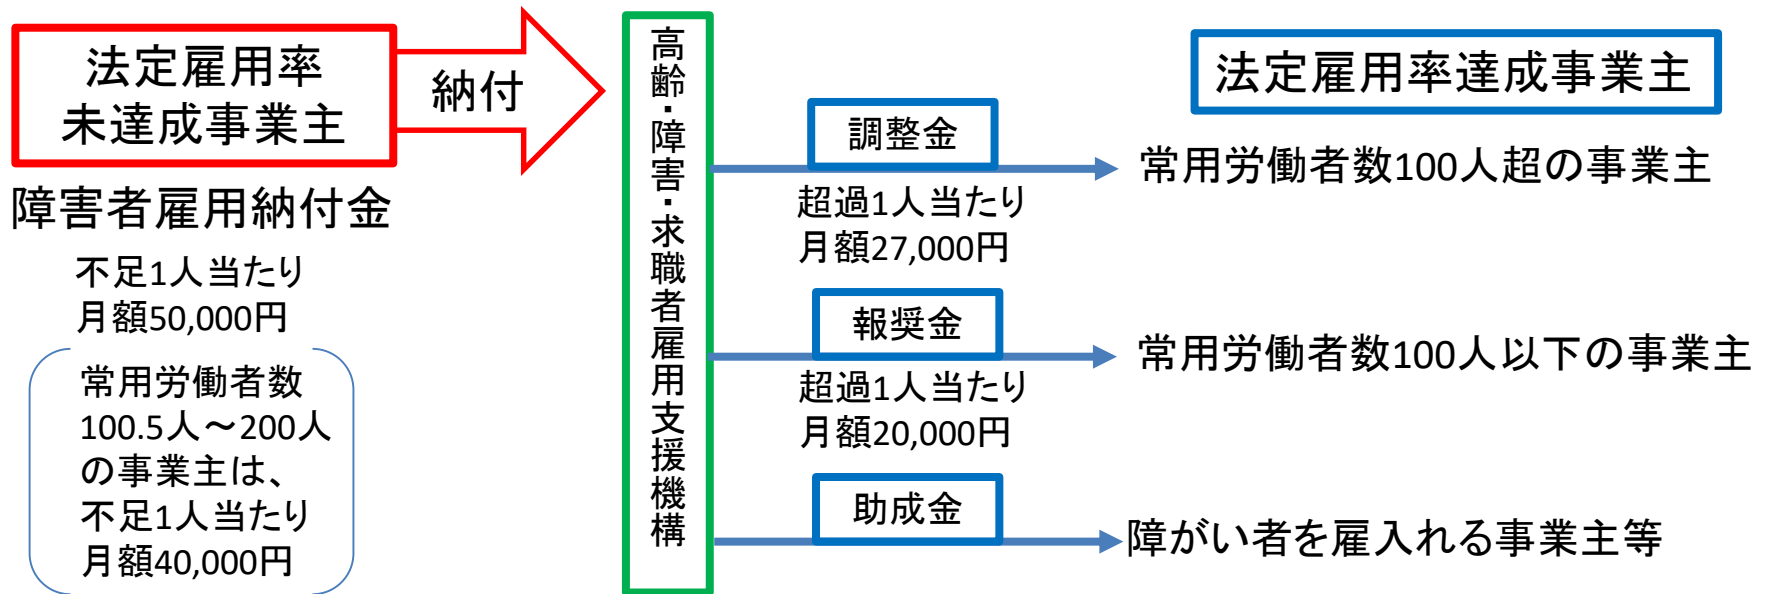 法定雇用率
未達成事業主
納付
障害者雇用納付金
不足1人当たり
月額50,000円
常用労働者数
100.5人～200人
の事業主は、
不足1人当たり
月額40,000円
高齢・障害・求職者雇用支援機構
法定雇用率達成事業主
調整金
超過1人当たり
月額27,000円
常用労働者数100人超の事業主
報奨金
超過1人当たり
月額20,000円
常用労働者数100人以下の事業主
助成金
障がい者を雇入れる事業主等